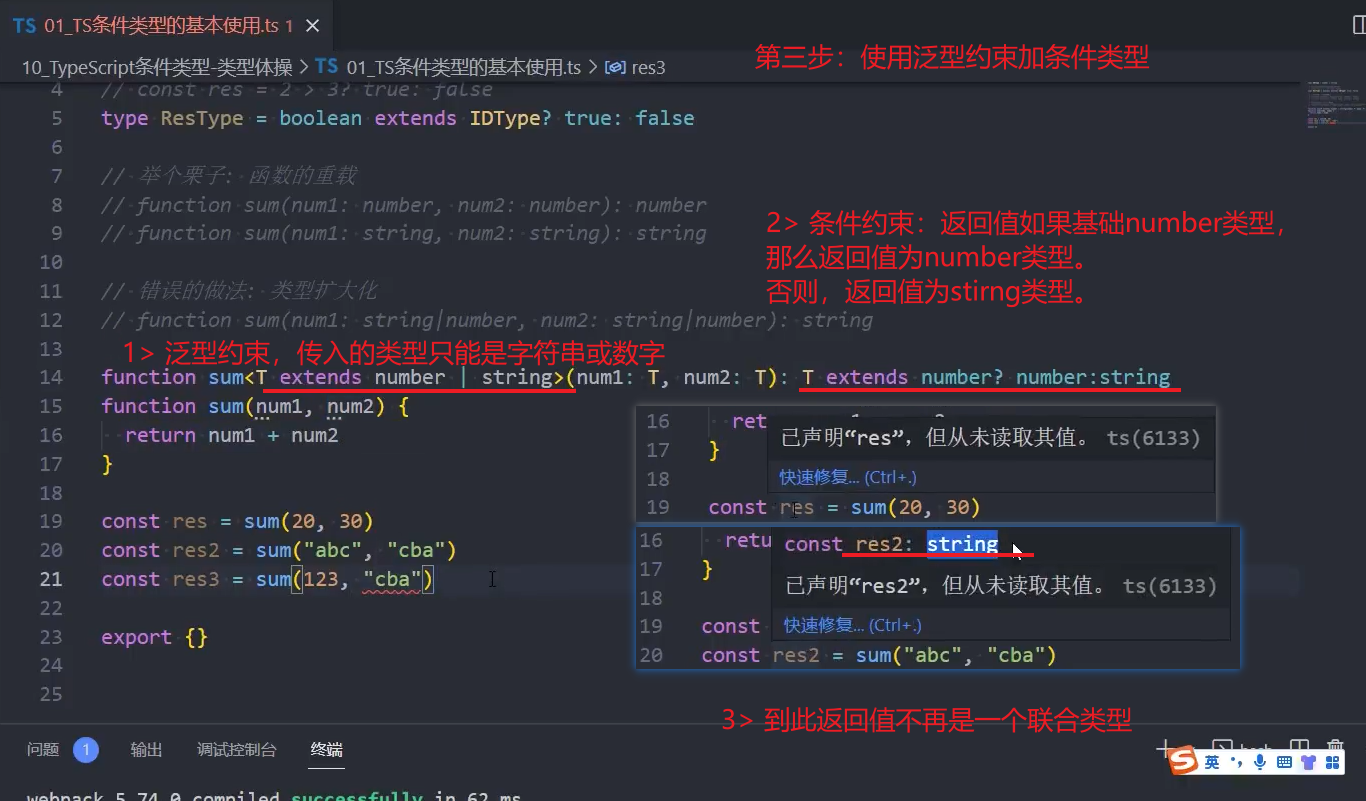 TS 01_TS条件类型的基本使用.ts 1 ×
10_TypeScript条件类型-类型体操 > TS 01_TS条件类型的基本使用.ts > res3
第三步：使用泛型约束加条件类型
4 // const res = 2 > 3? true: false
5 type ResType = boolean extends IDType? true: false
6
7 // 举个栗子: 函数的重载
8 // function sum(num1: number, num2: number): number
9 // function sum(num1: string, num2: string): string
2> 条件约束：返回值如果基础number类型，
那么返回值为number类型。
否则，返回值为stirng类型。
10
11 // 错误的做法: 类型扩大化
12 // function sum(num1: string|number, num2: string|number): string
13
1> 泛型约束，传入的类型只能是字符串或数字
14 function sum<T extends number | string>(num1: T, num2: T): T extends number? number:string
15 function sum(num1, num2) {
16 return num1 + num2
17 }
18
19 const res = sum(20, 30)
20 const res2 = sum("abc", "cba")
21 const res3 = sum(123, "cba")
22
23 export {}
24
25
16 ret
已声明“res”，但从未读取其值。 ts(6133)
17 }
18 快速修复... (Ctrl+.)
19 const res = sum(20, 30)
16 retu
const res2: string
17 }
已声明“res2”，但从未读取其值。 ts(6133)
18
19 const
快速修复... (Ctrl+.)
20 const res2 = sum("abc", "cba")
3> 到此返回值不再是一个联合类型
问题 1 输出 调试控制台 终端
英
webpack 5.74.0 compiled successfully in 62 ms